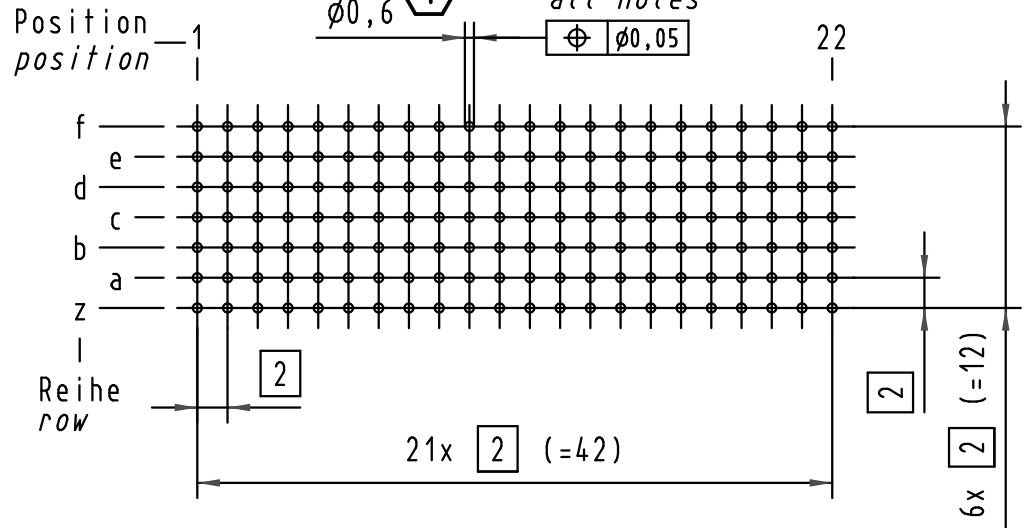 Position
position
1
ø0,6
all holes
ø0,05
22
f
e
d
c
b
a
z
Reihe
row
2
21x 2 (=42)
2
6x 2 (=12)